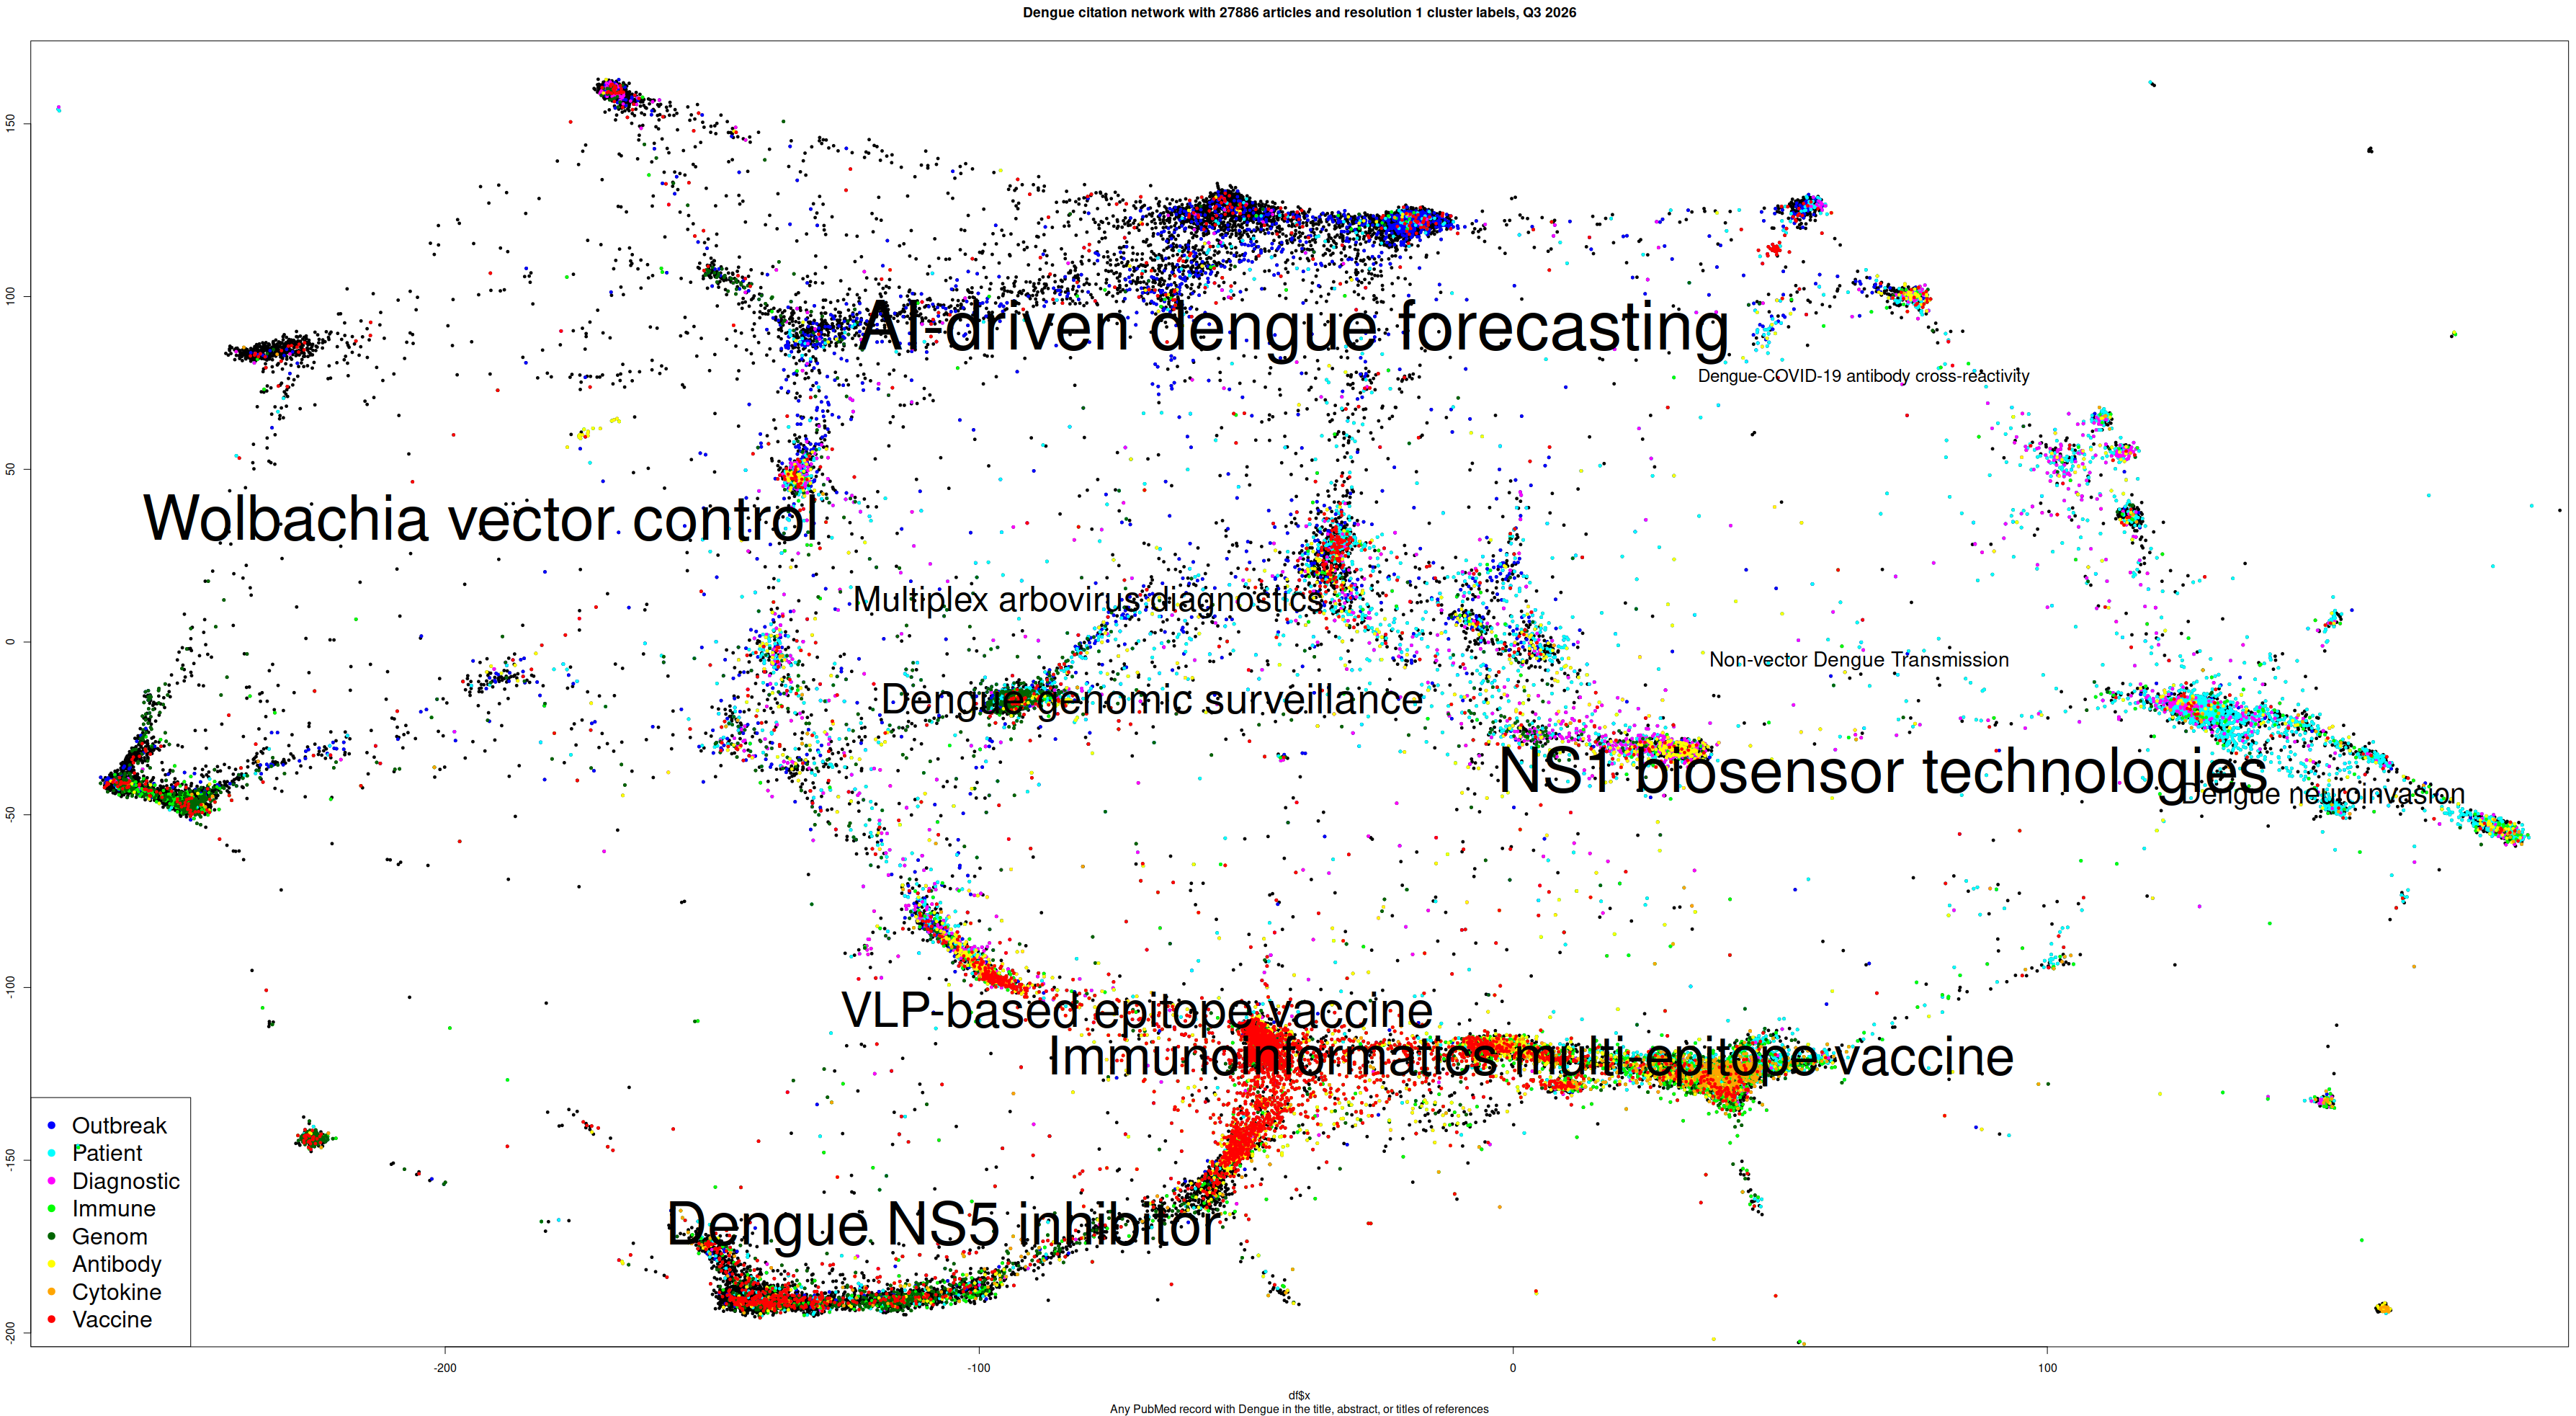 Dengue citation network with 27886 articles and resolution 1 cluster labels, Q3 2026
150
100
50
0
-50
-100
-150
-200
AI-driven dengue forecasting
Dengue-COVID-19 antibody cross-reactivity
Wolbachia vector control
Multiplex arbovirus diagnostics
Non-vector Dengue Transmission
Dengue genomic surveillance
NS1 biosensor technologies
Dengue neuroinvasion
VLP-based epitope vaccine
Immunoinformatics multi-epitope vaccine
Dengue NS5 inhibitor
Outbreak
Patient
Diagnostic
Immune
Genom
Antibody
Cytokine
Vaccine
-200
-100
0
100
df$x
Any PubMed record with Dengue in the title, abstract, or titles of references